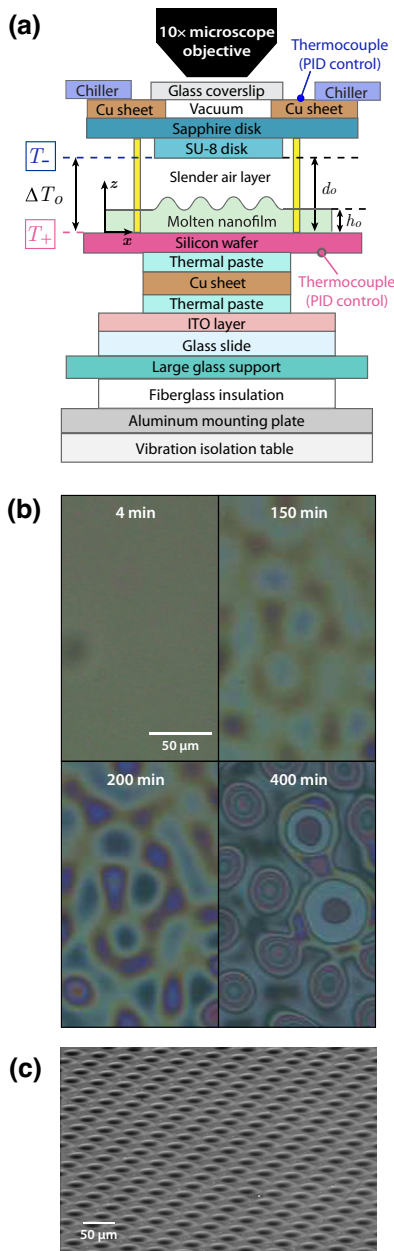 (a)
10× microscope
objective
Thermocouple
(PID control)
Chiller
Glass coverslip
Chiller
Cu sheet
Vacuum
Cu sheet
Sapphire disk
T₋
SU-8 disk
ΔTₒ
z
Slender air layer
dₒ
Molten nanofilm
hₒ
T₊
x
Silicon wafer
Thermal paste
Thermocouple
(PID control)
Cu sheet
Thermal paste
ITO layer
Glass slide
Large glass support
Fiberglass insulation
Aluminum mounting plate
Vibration isolation table
(b)
4 min
150 min
50 µm
200 min
400 min
(c)
50 µm